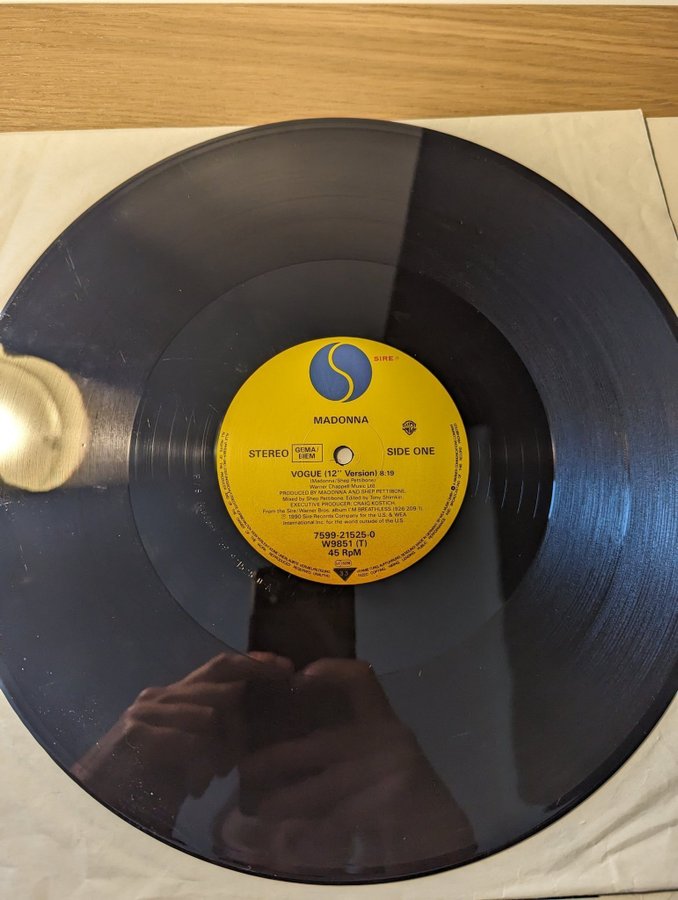 SIRE®
MADONNA
STEREO GEMA/ BIEM SIDE ONE
VOGUE (12" Version) 8:19
(Madonna/Shep Pettibone)
Warner Chappell Music Ltd.
PRODUCED BY MADONNA AND SHEP PETTIBONE.
Mixed by Shep Pettibone. Edited by Tony Shimkin.
EXECUTIVE PRODUCER, CRAIG KOSTICH.
From the Sire/Warner Bros. album I'M BREATHLESS (926 209-1)
℗ 1990 Sire Records Company for the U.S. & WEA
International Inc. for the world outside of the U.S.
7599-21525-0
W9851 (T)
45 RpM